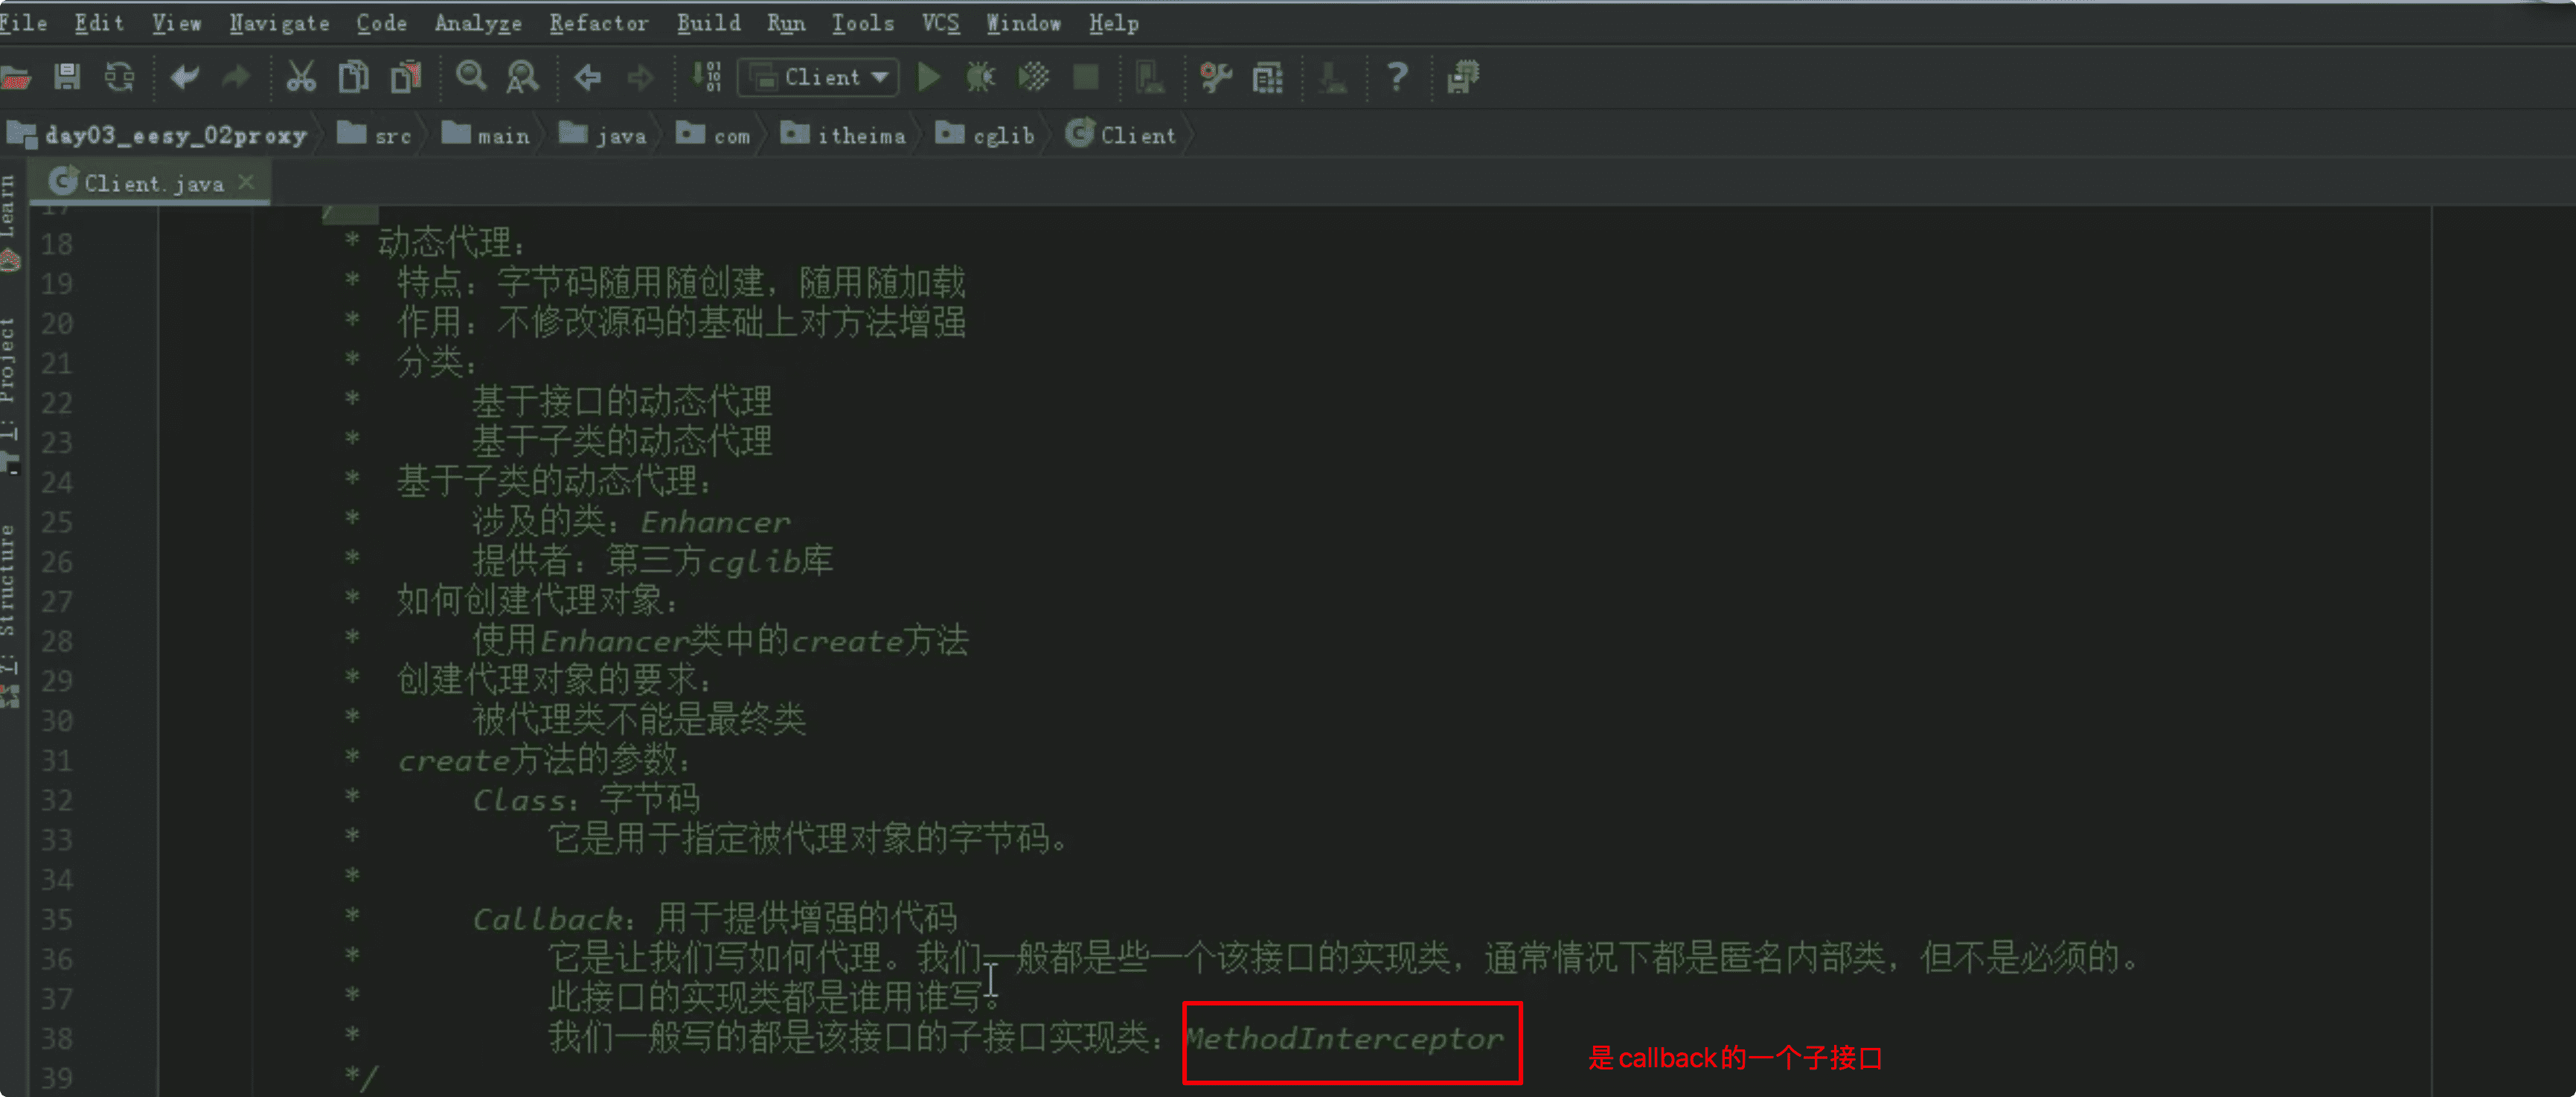 File Edit View Navigate Code Analyze Refactor Build Run Tools VCS Window Help
Client
day03_eesy_02proxy src main java com itheima cglib Client
Client.java
Learn
1: Project
7: Structure
17 /
18 * 动态代理：
19 * 特点：字节码随用随创建，随用随加载
20 * 作用：不修改源码的基础上对方法增强
21 * 分类：
22 * 基于接口的动态代理
23 * 基于子类的动态代理
24 * 基于子类的动态代理：
25 * 涉及的类：Enhancer
26 * 提供者：第三方cglib库
27 * 如何创建代理对象：
28 * 使用Enhancer类中的create方法
29 * 创建代理对象的要求：
30 * 被代理类不能是最终类
31 * create方法的参数：
32 * Class：字节码
33 * 它是用于指定被代理对象的字节码。
34 *
35 * Callback：用于提供增强的代码
36 * 它是让我们写如何代理。我们一般都是些一个该接口的实现类，通常情况下都是匿名内部类，但不是必须的。
37 * 此接口的实现类都是谁用谁写。
38 * 我们一般写的都是该接口的子接口实现类：MethodInterceptor 是callback的一个子接口
39 */